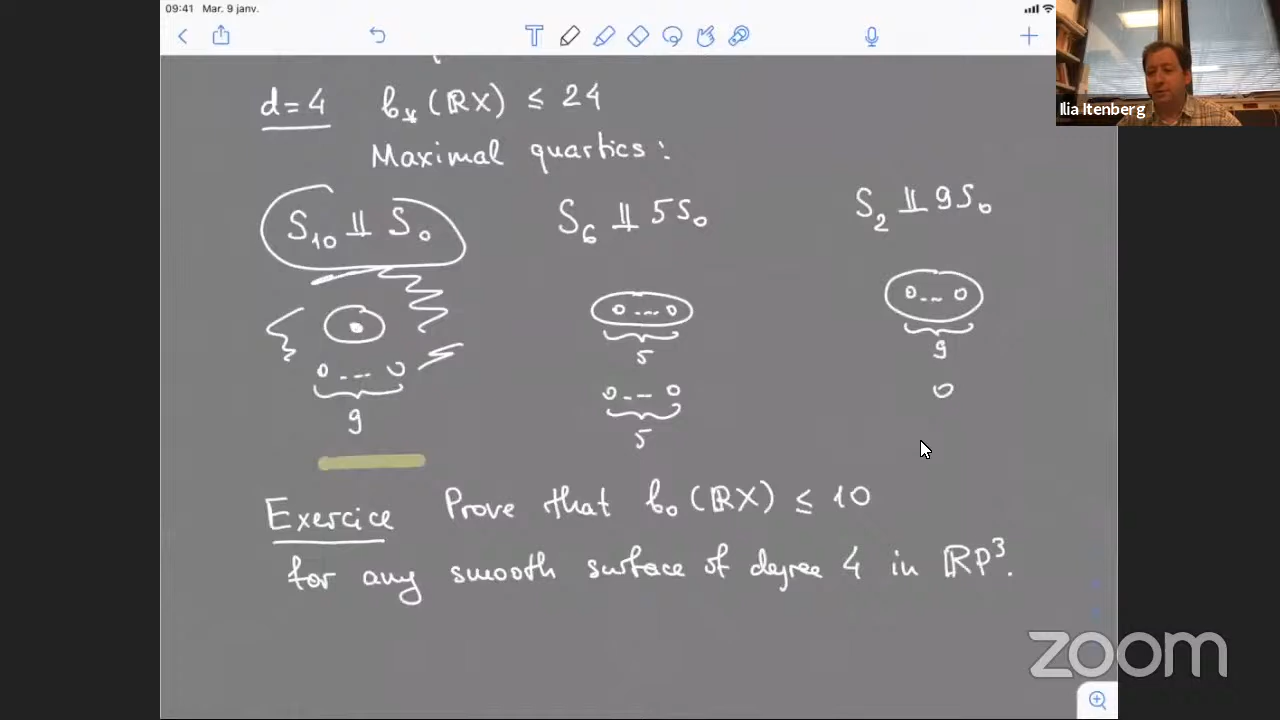 09:41 Mar. 9 janv.
Ilia Itenberg
d=4 b_*(ℝX) ≤ 24
Maximal quartics:
S₁₀ ⊔ S₀ S₆ ⊔ 5S₀ S₂ ⊔ 9S₀
5 9
9 5
Exercice Prove that b₀(ℝX) ≤ 10
for any smooth surface of degree 4 in ℝP³.
zoom